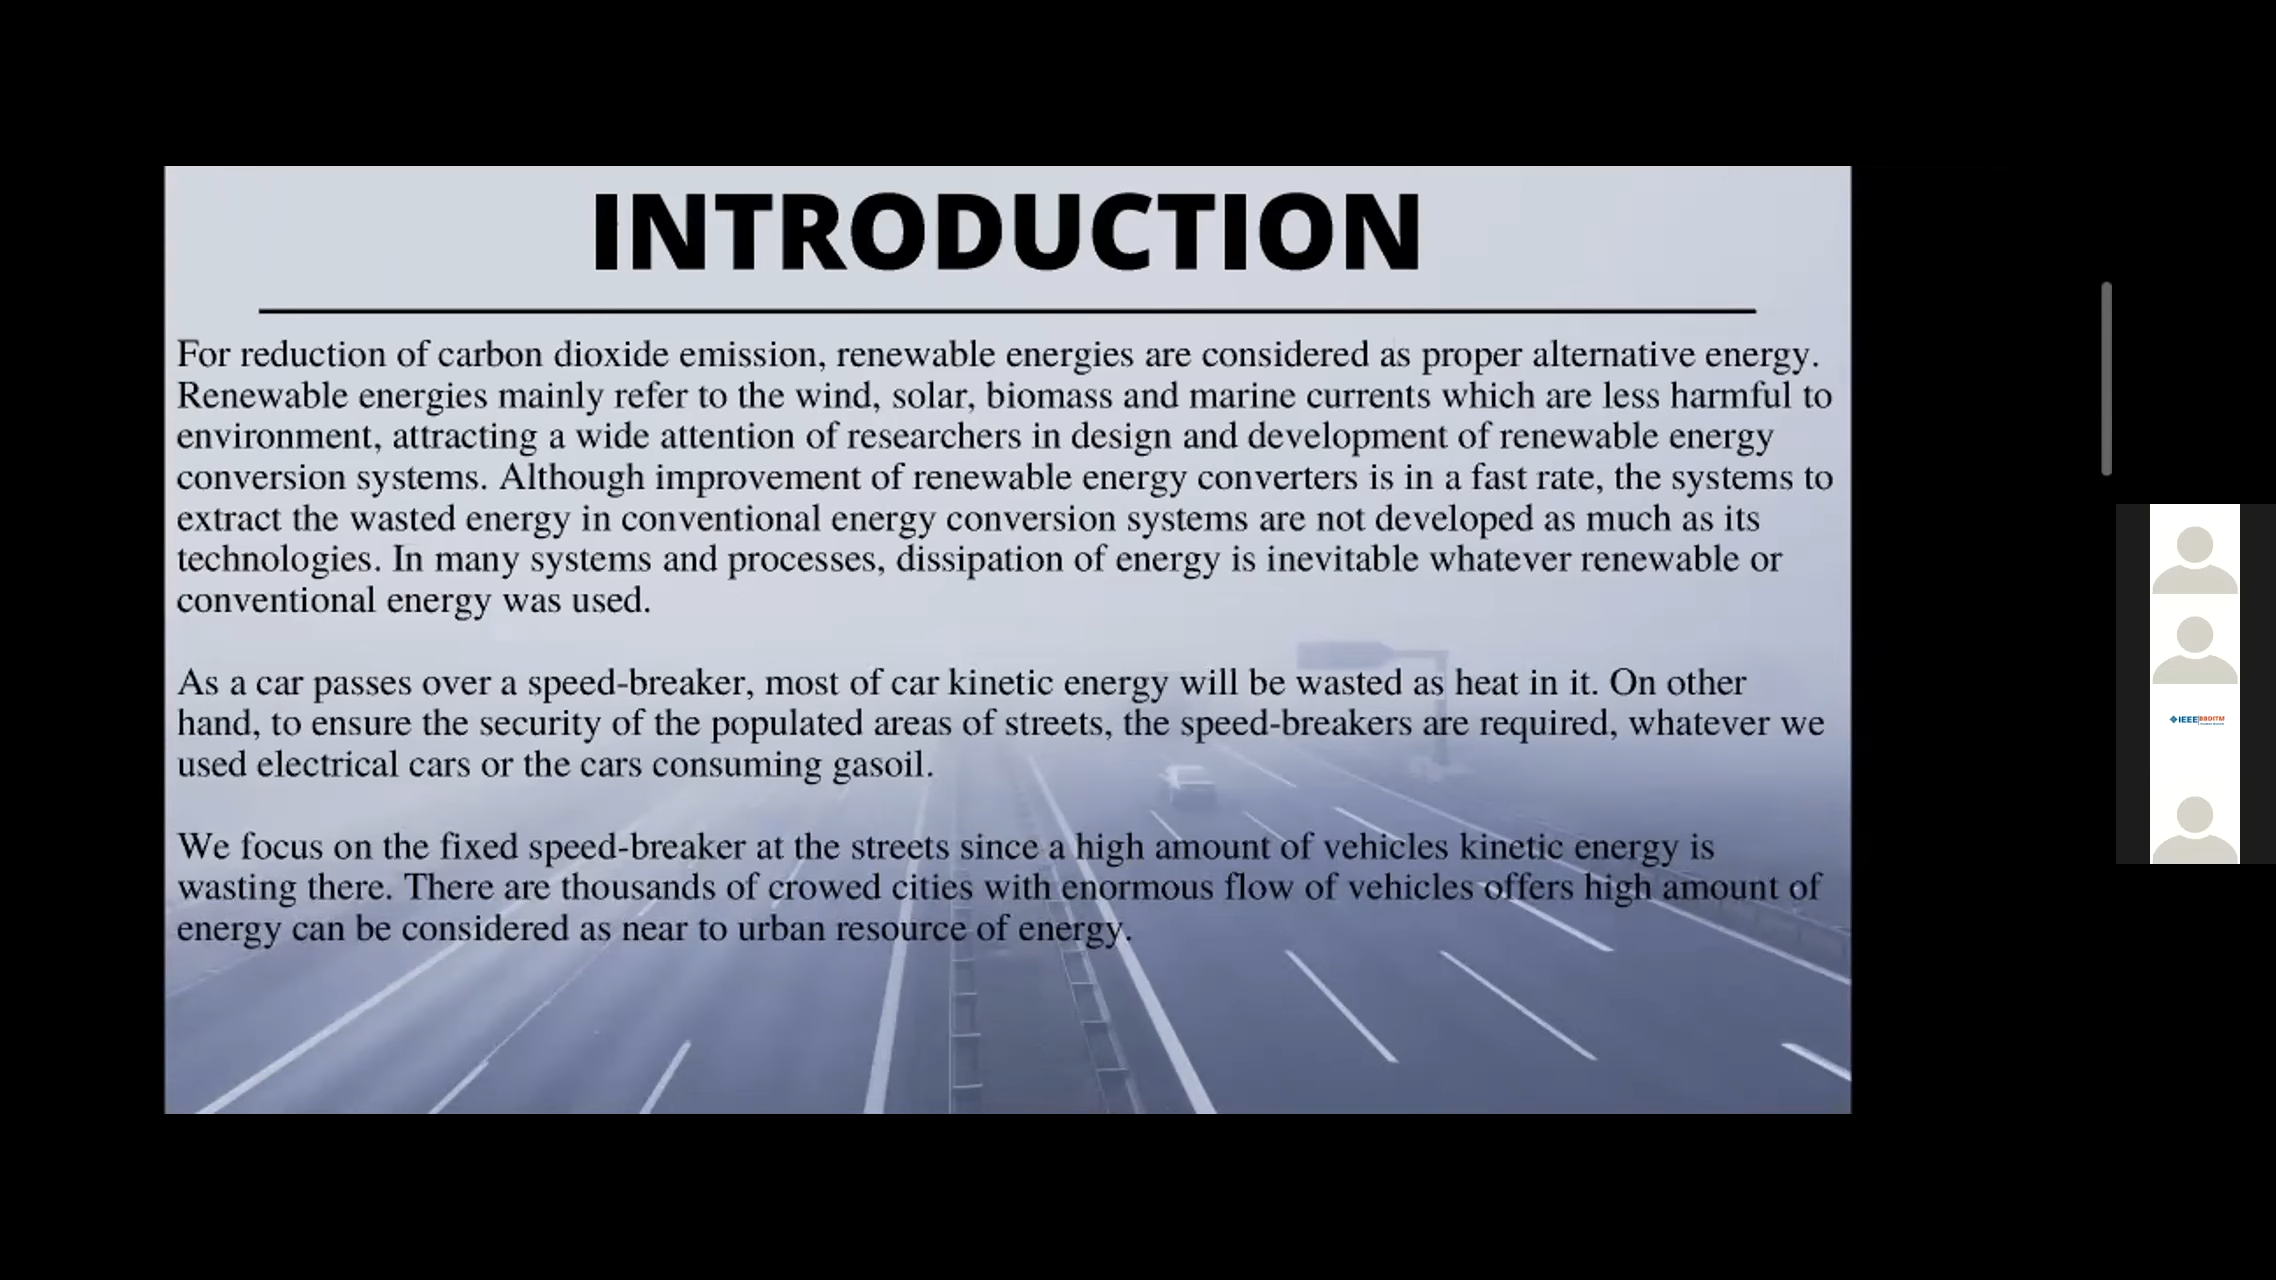 INTRODUCTION
For reduction of carbon dioxide emission, renewable energies are considered as proper alternative energy.
Renewable energies mainly refer to the wind, solar, biomass and marine currents which are less harmful to
environment, attracting a wide attention of researchers in design and development of renewable energy
conversion systems. Although improvement of renewable energy converters is in a fast rate, the systems to
extract the wasted energy in conventional energy conversion systems are not developed as much as its
technologies. In many systems and processes, dissipation of energy is inevitable whatever renewable or
conventional energy was used.
As a car passes over a speed-breaker, most of car kinetic energy will be wasted as heat in it. On other
hand, to ensure the security of the populated areas of streets, the speed-breakers are required, whatever we
used electrical cars or the cars consuming gasoil.
We focus on the fixed speed-breaker at the streets since a high amount of vehicles kinetic energy is
wasting there. There are thousands of crowed cities with enormous flow of vehicles offers high amount of
energy can be considered as near to urban resource of energy.
IEEE BBDITM